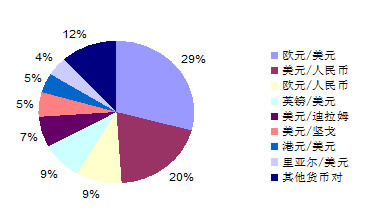 12%
4%
5%
5%
7%
9%
9%
20%
29%
欧元/美元
美元/人民币
欧元/人民币
英镑/美元
美元/迪拉姆
美元/坚戈
港元/美元
里亚尔/美元
其他货币对